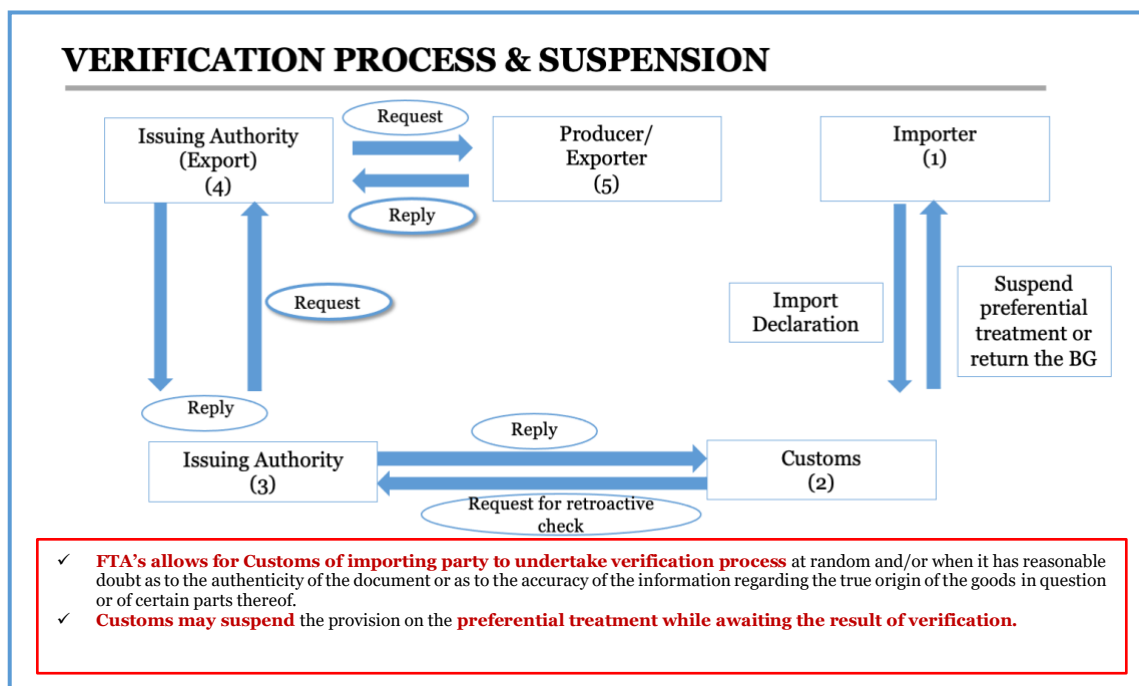 VERIFICATION PROCESS & SUSPENSION
Request
Issuing Authority
(Export)
(4)
Producer/
Exporter
(5)
Importer
(1)
Reply
Request
Import
Declaration
Suspend
preferential
treatment or
return the BG
Reply
Reply
Issuing Authority
(3)
Customs
(2)
Request for retroactive
check
✓ FTA's allows for Customs of importing party to undertake verification process at random and/or when it has reasonable
doubt as to the authenticity of the document or as to the accuracy of the information regarding the true origin of the goods in question
or of certain parts thereof.
✓ Customs may suspend the provision on the preferential treatment while awaiting the result of verification.